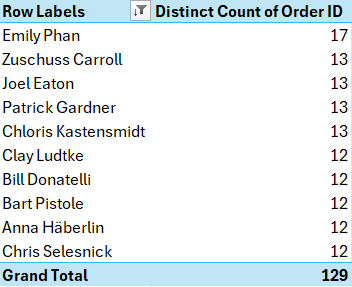 Row Labels Distinct Count of Order ID
Emily Phan 17
Zuschuss Carroll 13
Joel Eaton 13
Patrick Gardner 13
Chloris Kastensmidt 13
Clay Ludtke 12
Bill Donatelli 12
Bart Pistole 12
Anna Häberlin 12
Chris Selesnick 12
Grand Total 129